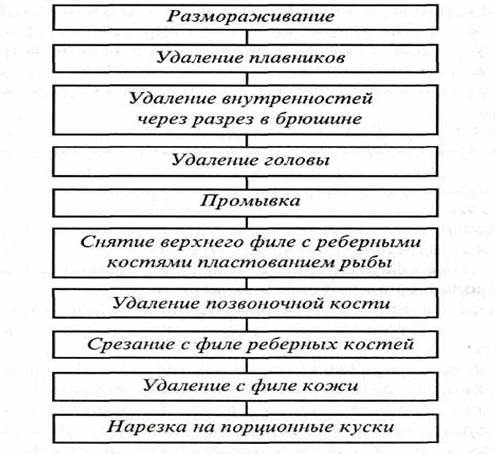 Размораживание
Удаление плавников
Удаление внутренностей
через разрез в брюшине
Удаление головы
Промывка
Снятие верхнего филе с реберными
костями пластованием рыбы
Удаление позвоночной кости
Срезание с филе реберных костей
Удаление с филе кожи
Нарезка на порционные куски